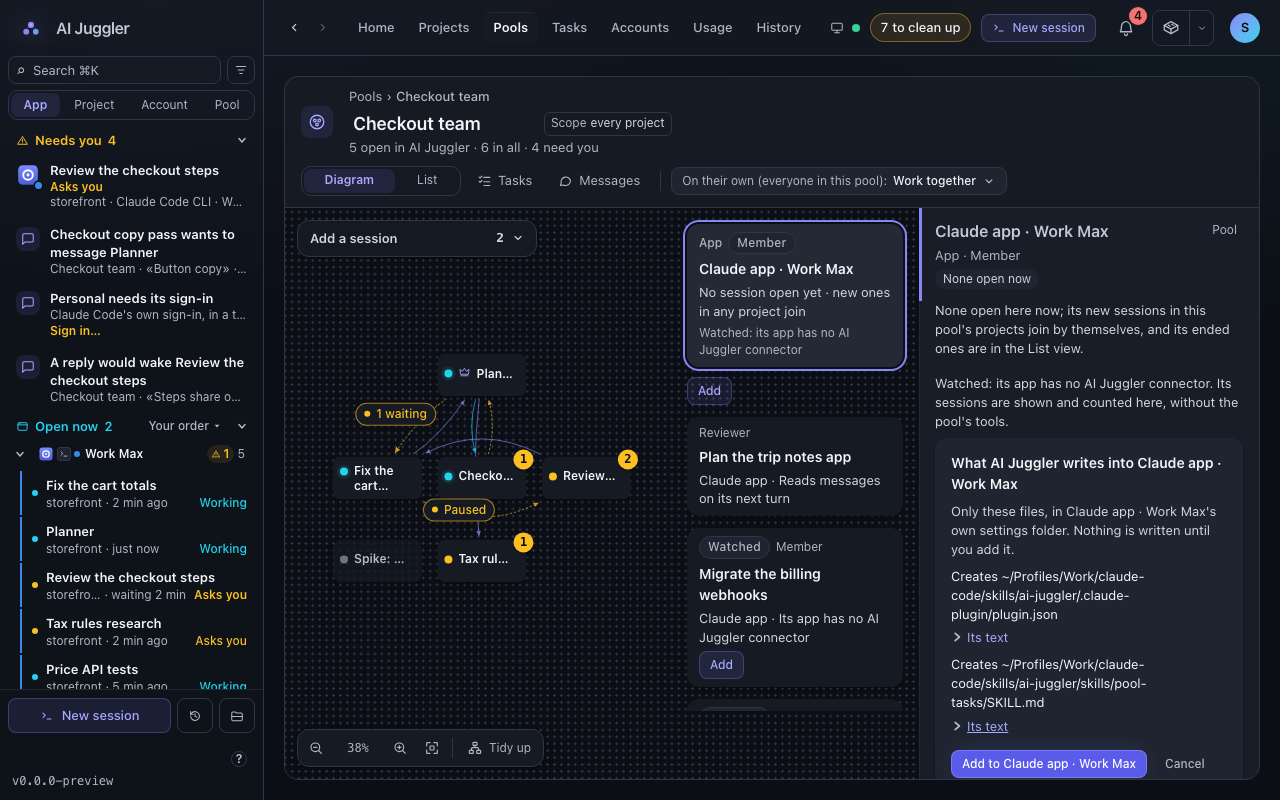 AI Juggler
Search ⌘K
App Project Account Pool
Needs you 4
Review the checkout steps
Asks you
storefront · Claude Code CLI · W...
Checkout copy pass wants to
message Planner
Checkout team · «Button copy» ·...
Personal needs its sign-in
Claude Code's own sign-in, in a t...
Sign in...
A reply would wake Review the
checkout steps
Checkout team · «Steps share o...
Open now 2 Your order
Work Max 1 5
Fix the cart totals
storefront · 2 min ago Working
Planner
storefront · just now Working
Review the checkout steps
storefro... · waiting 2 min Asks you
Tax rules research
storefront · 2 min ago Asks you
Price API tests
storefront · 5 min ago Working
New session
?
v0.0.0-preview
Home Projects Pools Tasks Accounts Usage History
7 to clean up
New session
4
S
Pools › Checkout team
Checkout team
Scope every project
5 open in AI Juggler · 6 in all · 4 need you
Diagram List Tasks Messages
On their own (everyone in this pool): Work together
Add a session 2
Plan...
1 waiting
Fix the
cart...
Checko... 1
Review... 2
Paused
Spike: ...
Tax rul... 1
38%
Tidy up
App Member
Claude app · Work Max
No session open yet · new ones
in any project join
Watched: its app has no AI
Juggler connector
Add
Reviewer
Plan the trip notes app
Claude app · Reads messages
on its next turn
Watched Member
Migrate the billing
webhooks
Claude app · Its app has no AI
Juggler connector
Add
Claude app · Work Max
Pool
App · Member
None open now
None open here now; its new sessions in this
pool's projects join by themselves, and its ended
ones are in the List view.
Watched: its app has no AI Juggler connector. Its
sessions are shown and counted here, without the
pool's tools.
What AI Juggler writes into Claude app ·
Work Max
Only these files, in Claude app · Work Max's
own settings folder. Nothing is written until
you add it.
Creates ~/Profiles/Work/claude-
code/skills/ai-juggler/.claude-
plugin/plugin.json
Its text
Creates ~/Profiles/Work/claude-
code/skills/ai-juggler/skills/pool-
tasks/SKILL.md
Its text
Add to Claude app · Work Max
Cancel